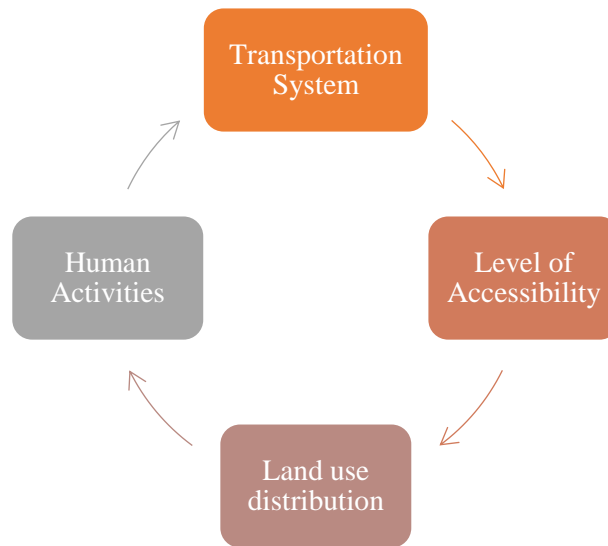 Transportation
System
Level of
Accessibility
Land use
distribution
Human
Activities